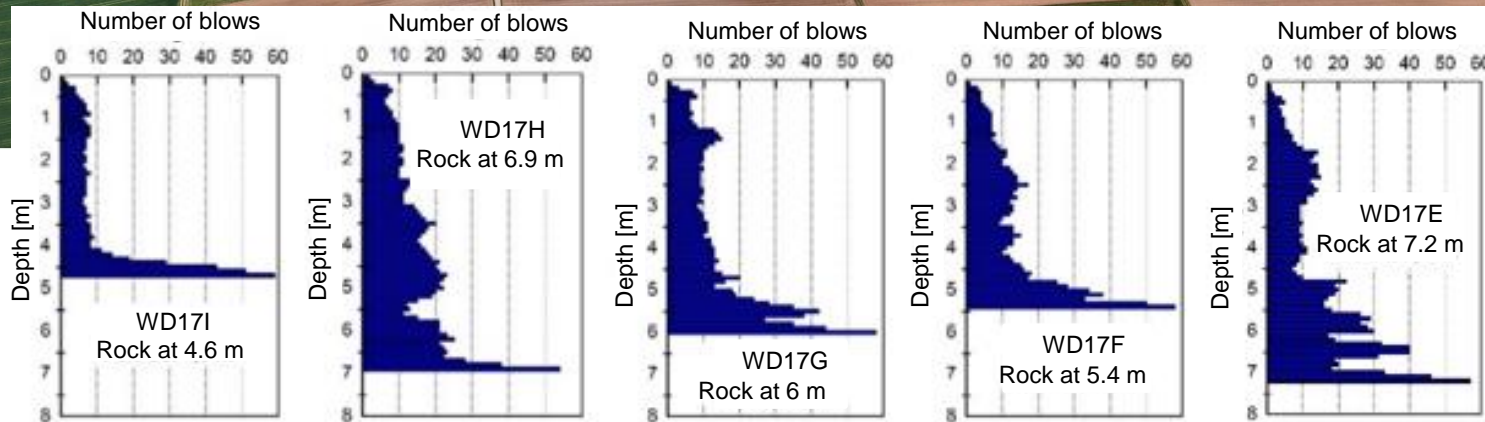 Number of blows
0 10 20 30 40 50 60
0
1
2
3
4
5
6
7
8
Depth [m]
WD17I
Rock at 4.6 m
Number of blows
0 10 20 30 40 50 60
0
1
2
3
4
5
6
7
8
Depth [m]
WD17H
Rock at 6.9 m
Number of blows
0 10 20 30 40 50 60
0
1
2
3
4
5
6
7
8
Depth [m]
WD17G
Rock at 6 m
Number of blows
0 10 20 30 40 50 60
0
1
2
3
4
5
6
7
8
Depth [m]
WD17F
Rock at 5.4 m
Number of blows
0 10 20 30 40 50 60
0
1
2
3
4
5
6
7
8
Depth [m]
WD17E
Rock at 7.2 m